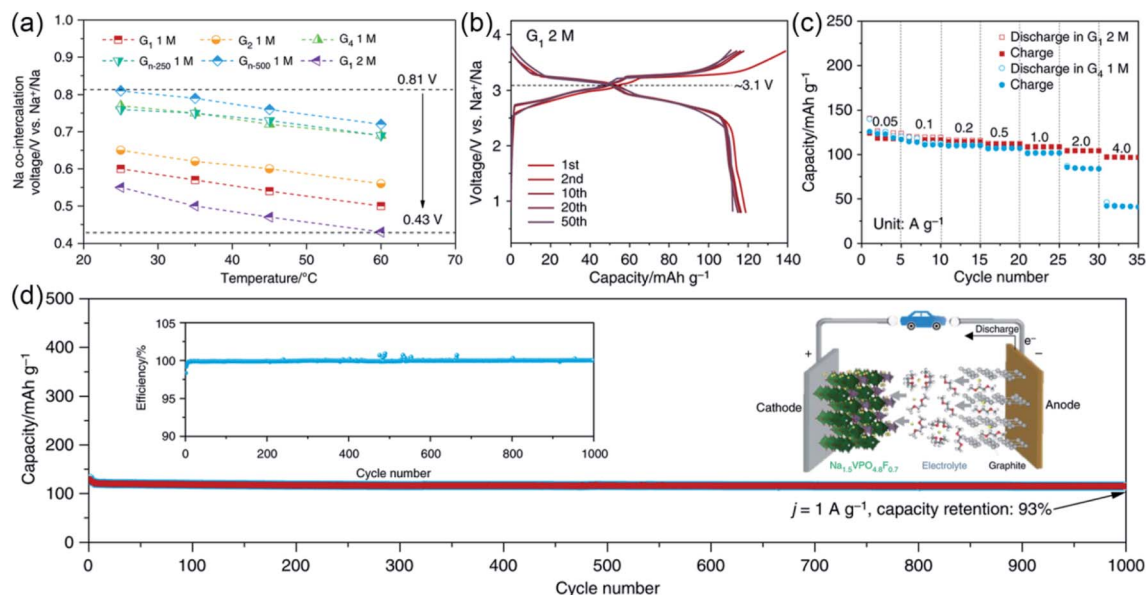 (a)
1.0
0.9
0.8
0.7
0.6
0.5
0.4
Na co-intercalation
voltage/V vs. Na⁺/Na
G₁ 1 M
G₂ 1 M
G₄ 1 M
Gₙ₋₂₅₀ 1 M
Gₙ₋₅₀₀ 1 M
G₁ 2 M
0.81 V
0.43 V
20 30 40 50 60 70
Temperature/°C
(b)
G₁ 2 M
4
3
2
1
Voltage/V vs. Na⁺/Na
~3.1 V
1st
2nd
10th
20th
50th
0 20 40 60 80 100 120 140
Capacity/mAh g⁻¹
(c)
250
200
150
100
50
0
Capacity/mAh g⁻¹
Discharge in G₁ 2 M
Charge
Discharge in G₄ 1 M
Charge
0.05 0.1 0.2 0.5 1.0 2.0 4.0
Unit: A g⁻¹
0 5 10 15 20 25 30 35
Cycle number
(d)
500
400
300
200
100
0
Capacity/mAh g⁻¹
105
100
95
90
Effiiency/%
0 200 400 600 800 1000
Cycle number
Discharge
e⁻
+
−
Cathode
Anode
Na₁.₅VPO₄.₈F₀.₇
Electrolyte
Graphite
j = 1 A g⁻¹, capacity retention: 93%
0 100 200 300 400 500 600 700 800 900 1000
Cycle number